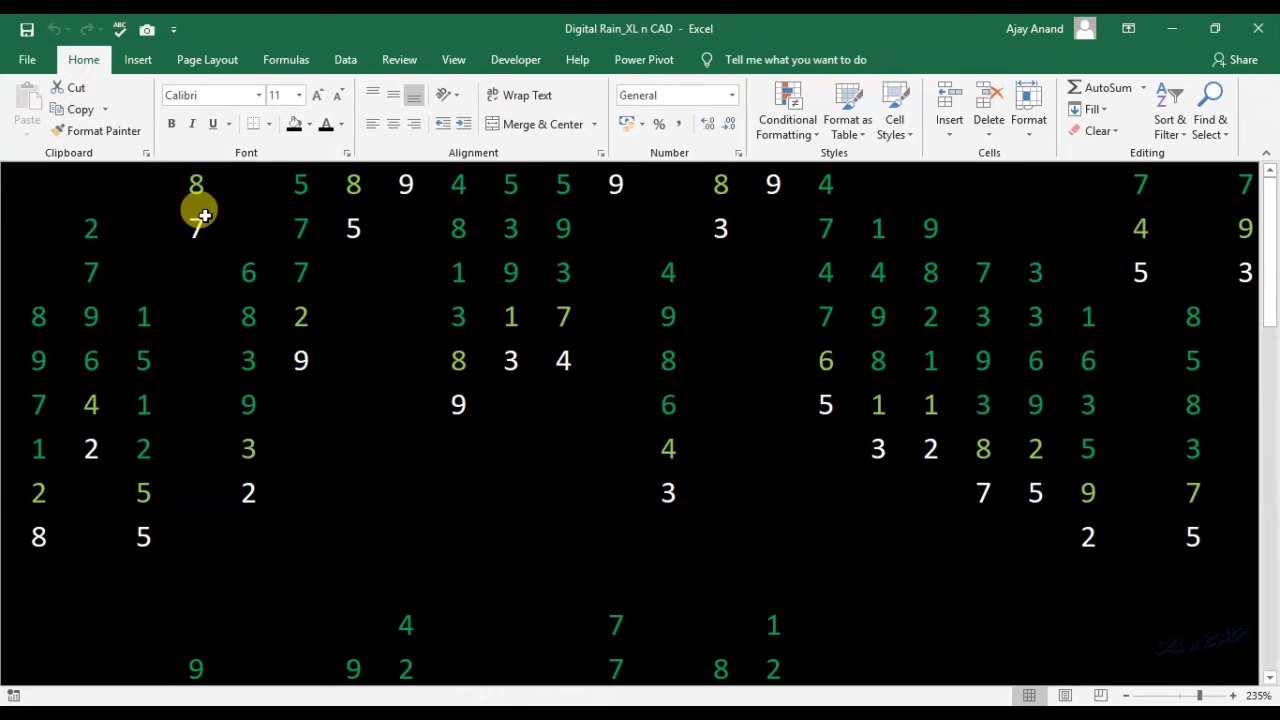 Digital Rain_XL n CAD - Excel
Ajay Anand
File Home Insert Page Layout Formulas Data Review View Developer Help Power Pivot Tell me what you want to do Share
Paste
Cut
Copy
Format Painter
Clipboard
Calibri 11
B I U
Font
Wrap Text
Merge & Center
Alignment
General
Number
Conditional Formatting
Format as Table
Cell Styles
Styles
Insert
Delete
Format
Cells
AutoSum
Fill
Clear
Sort & Filter
Find & Select
Editing
8 5 8 9 4 5 5 9 8 9 4 7 7
2 7 7 5 8 3 9 3 7 1 9 4 9
7 6 7 1 9 3 4 4 4 8 7 3 5 3
8 9 1 8 2 3 1 7 9 7 9 2 3 3 1 8
9 6 5 3 9 8 3 4 8 6 8 1 9 6 6 5
7 4 1 9 9 6 5 1 1 3 9 3 8
1 2 2 3 4 3 2 8 2 5 3
2 5 2 3 7 5 9 7
8 5 2 5
4 7 1
9 9 2 7 8 2
XL n CAD
235%